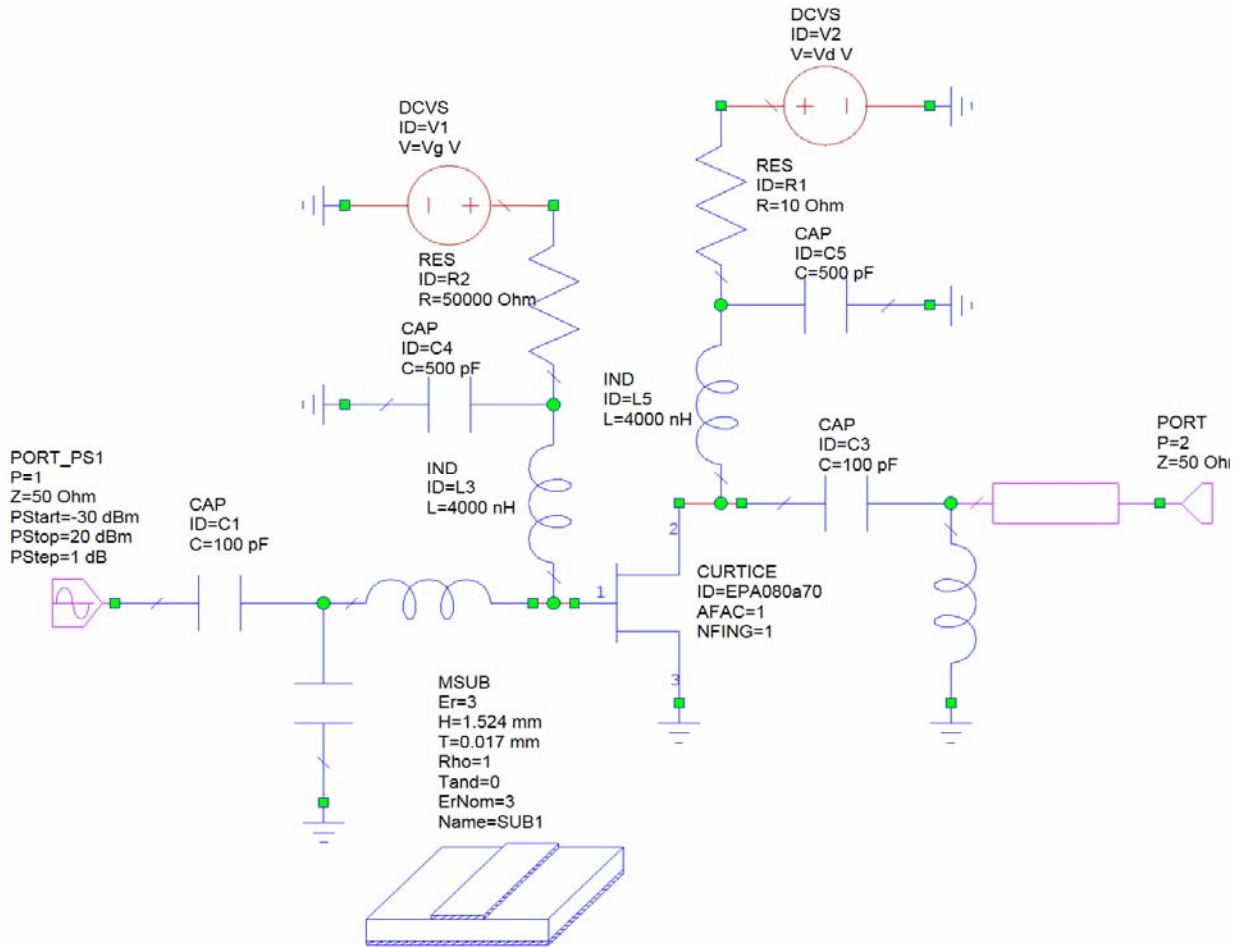 DCVS
ID=V2
V=Vd V
DCVS
ID=V1
V=Vg V
RES
ID=R1
R=10 Ohm
CAP
ID=C5
C=500 pF
RES
ID=R2
R=50000 Ohm
CAP
ID=C4
C=500 pF
IND
ID=L5
L=4000 nH
CAP
ID=C3
C=100 pF
PORT
P=2
Z=50 Oh
PORT_PS1
P=1
Z=50 Ohm
PStart=-30 dBm
PStop=20 dBm
PStep=1 dB
CAP
ID=C1
C=100 pF
IND
ID=L3
L=4000 nH
2
1
3
CURTICE
ID=EPA080a70
AFAC=1
NFING=1
MSUB
Er=3
H=1.524 mm
T=0.017 mm
Rho=1
Tand=0
ErNom=3
Name=SUB1